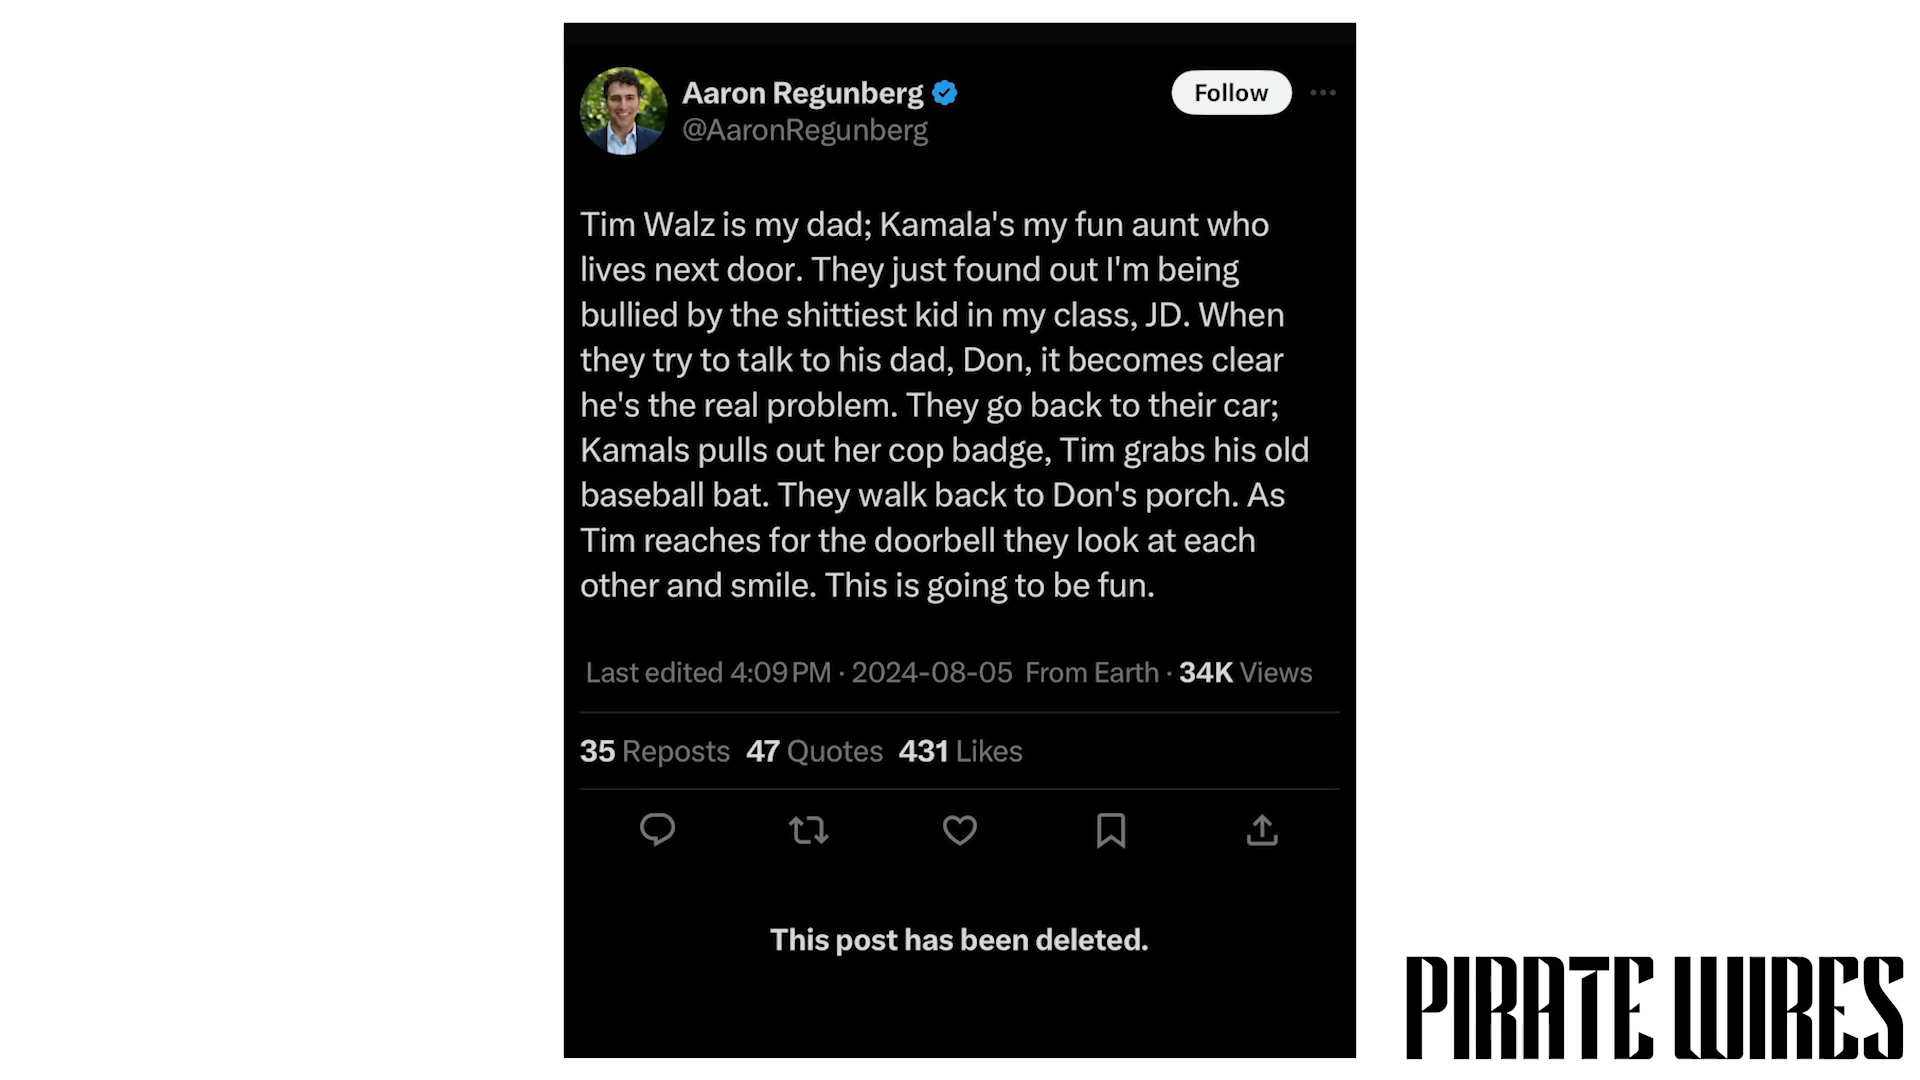 Aaron Regunberg
@AaronRegunberg
Follow
Tim Walz is my dad; Kamala's my fun aunt who
lives next door. They just found out I'm being
bullied by the shittiest kid in my class, JD. When
they try to talk to his dad, Don, it becomes clear
he's the real problem. They go back to their car;
Kamals pulls out her cop badge, Tim grabs his old
baseball bat. They walk back to Don's porch. As
Tim reaches for the doorbell they look at each
other and smile. This is going to be fun.
Last edited 4:09 PM · 2024-08-05 From Earth · 34K Views
35 Reposts 47 Quotes 431 Likes
This post has been deleted.
PIRATE WIRES